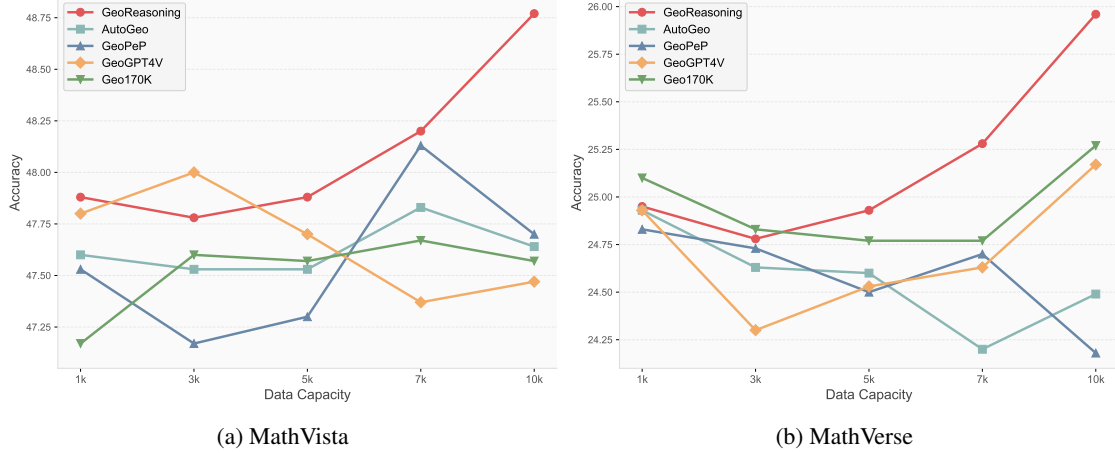 48.75
48.50
48.25
48.00
47.75
47.50
47.25
Accuracy
GeoReasoning
AutoGeo
GeoPeP
GeoGPT4V
Geo170K
1k
3k
5k
7k
10k
Data Capacity
(a) MathVista
26.00
25.75
25.50
25.25
25.00
24.75
24.50
24.25
Accuracy
GeoReasoning
AutoGeo
GeoPeP
GeoGPT4V
Geo170K
1k
3k
5k
7k
10k
Data Capacity
(b) MathVerse